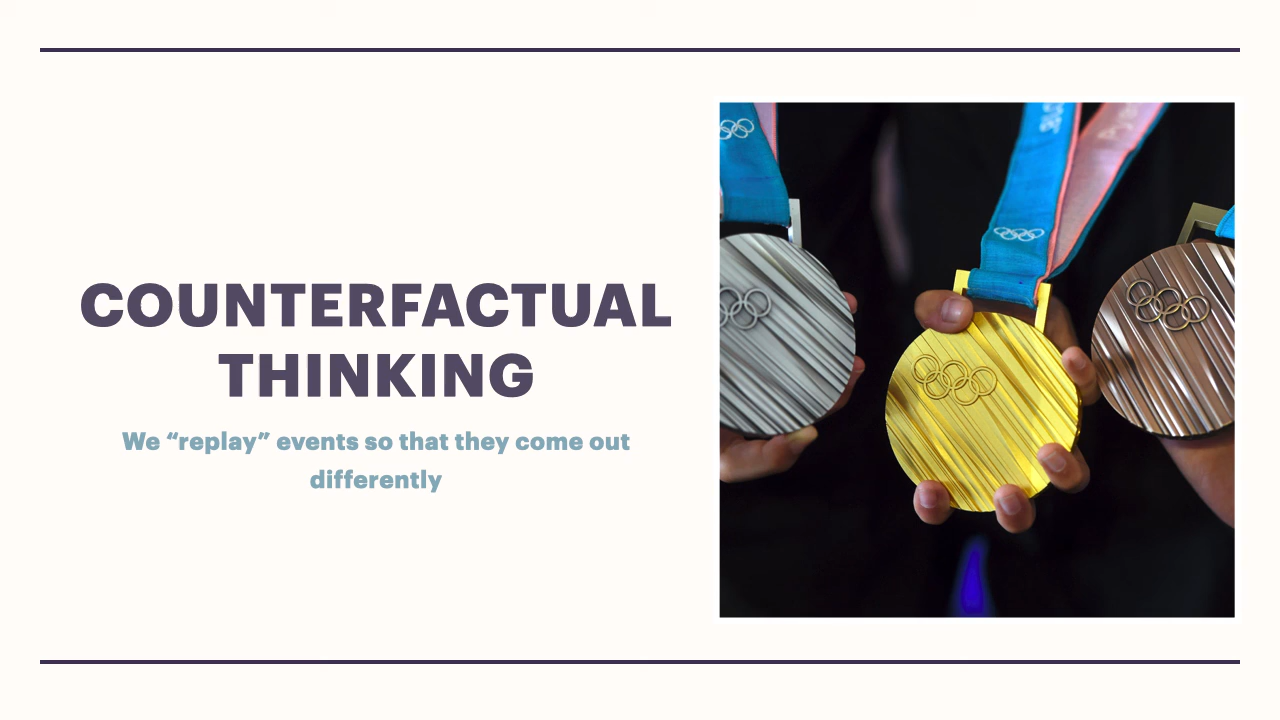 COUNTERFACTUAL
THINKING
We “replay” events so that they come out
differently